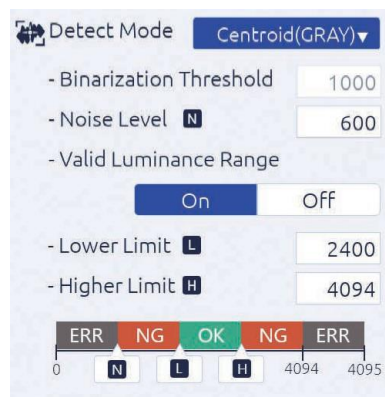 Detect Mode Centroid(GRAY)▼
- Binarization Threshold 1000
- Noise Level N 600
- Valid Luminance Range
On Off
- Lower Limit L 2400
- Higher Limit H 4094
ERR NG OK NG ERR
0 N L H 4094 4095